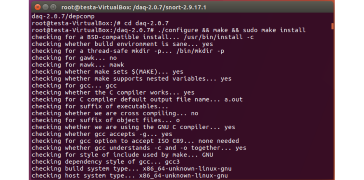 root@testa-VirtualBox: /daq-2.0.7/snort-2.9.17.1
daq-2.0.7/depcomp
root@testa-VirtualBox:/# cd daq-2.0.7
root@testa-VirtualBox:/daq-2.0.7# ./configure && make && sudo make install
checking for a BSD-compatible install... /usr/bin/install -c
checking whether build environment is sane... yes
checking for a thread-safe mkdir -p... /bin/mkdir -p
checking for gawk... no
checking for mawk... mawk
checking whether make sets $(MAKE)... yes
checking whether make supports nested variables... yes
checking for gcc... gcc
checking whether the C compiler works... yes
checking for C compiler default output file name... a.out
checking for suffix of executables...
checking whether we are cross compiling... no
checking for suffix of object files... o
checking whether we are using the GNU C compiler... yes
checking whether gcc accepts -g... yes
checking for gcc option to accept ISO C89... none needed
checking whether gcc understands -c and -o together... yes
checking for style of include used by make... GNU
checking dependency style of gcc... gcc3
checking build system type... x86_64-unknown-linux-gnu
checking host system type... x86_64-unknown-linux-gnu